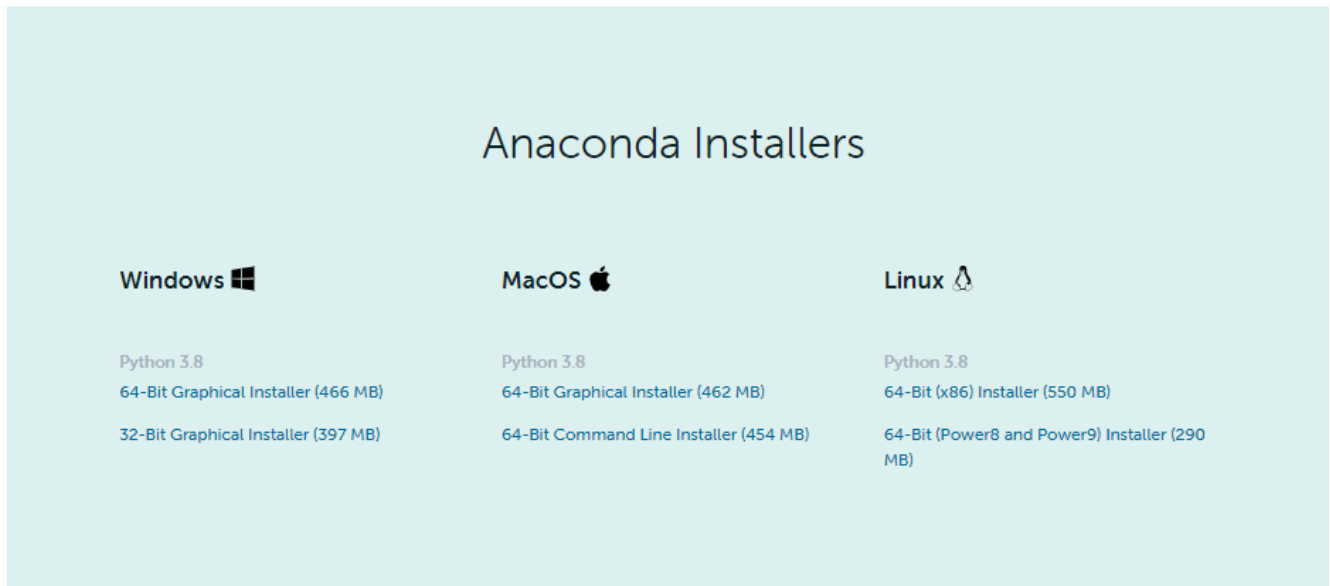 Anaconda Installers
Windows
MacOS
Linux
Python 3.8
64-Bit Graphical Installer (466 MB)
32-Bit Graphical Installer (397 MB)
Python 3.8
64-Bit Graphical Installer (462 MB)
64-Bit Command Line Installer (454 MB)
Python 3.8
64-Bit (x86) Installer (550 MB)
64-Bit (Power8 and Power9) Installer (290
MB)